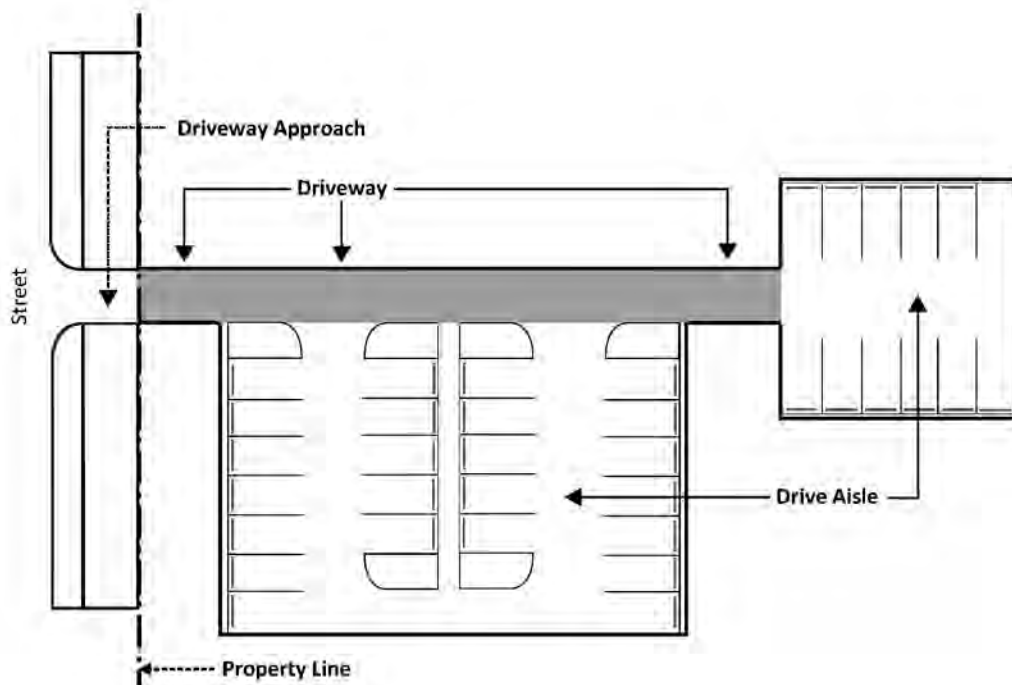 Driveway Approach
Driveway
Street
Drive Aisle
Property Line